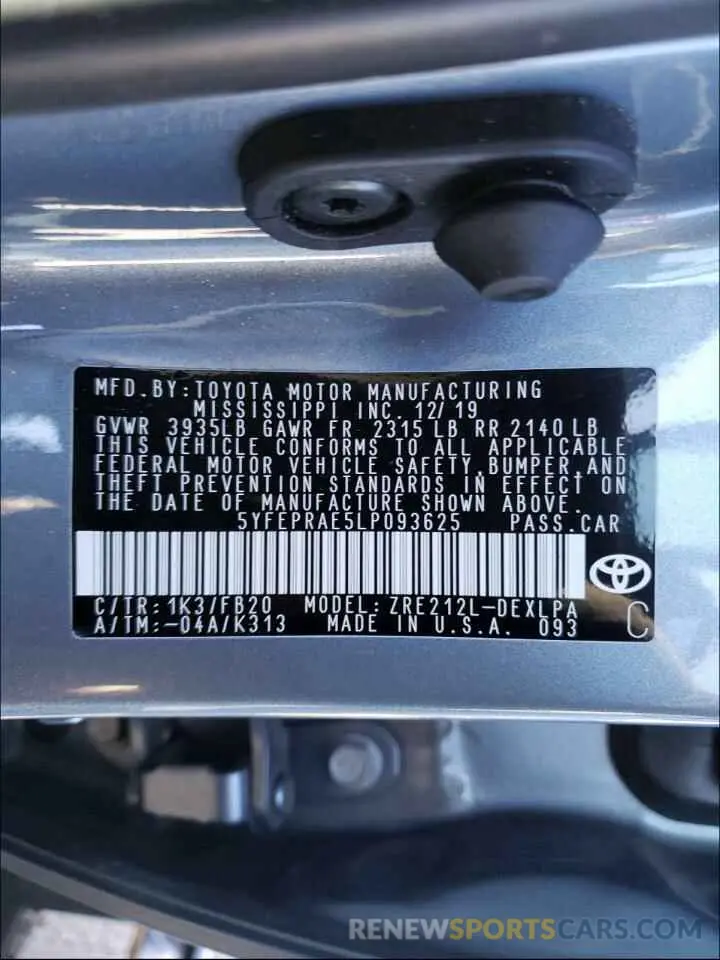 MFD.BY:TOYOTA MOTOR MANUFACTURING
MISSISSIPPI INC. 12/19
GVWR 3935LB GAWR FR 2315 LB RR 2140 LB
THIS VEHICLE CONFORMS TO ALL APPLICABLE
FEDERAL MOTOR VEHICLE SAFETY,BUMPER,AND
THEFT PREVENTION STANDARDS IN EFFECT ON
THE DATE OF MANUFACTURE SHOWN ABOVE.
5YFEPRAE5LP093625 PASS.CAR
C/TR:1K3/FB20 MODEL:ZRE212L-DEXLPA
A/TM:-04A/K313 MADE IN U.S.A. 093 C
RENEWSPORTSCARS.COM